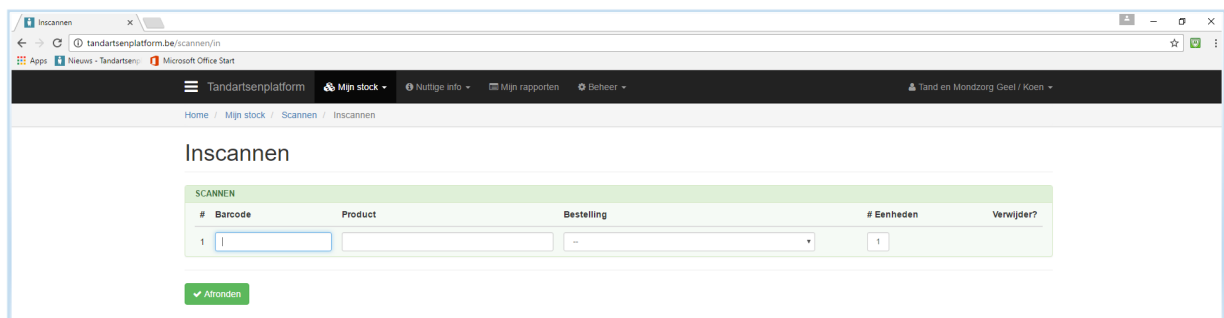 Inscannen
tandartsenplatform.be/scannen/in
Apps Nieuws - Tandartsenp Microsoft Office Start
Tandartsenplatform Mijn stock Nuttige info Mijn rapporten Beheer Tand en Mondzorg Geel / Koen
Home / Mijn stock / Scannen / Inscannen
Inscannen
SCANNEN
# Barcode Product Bestelling # Eenheden Verwijder?
1 -- 1
Afronden